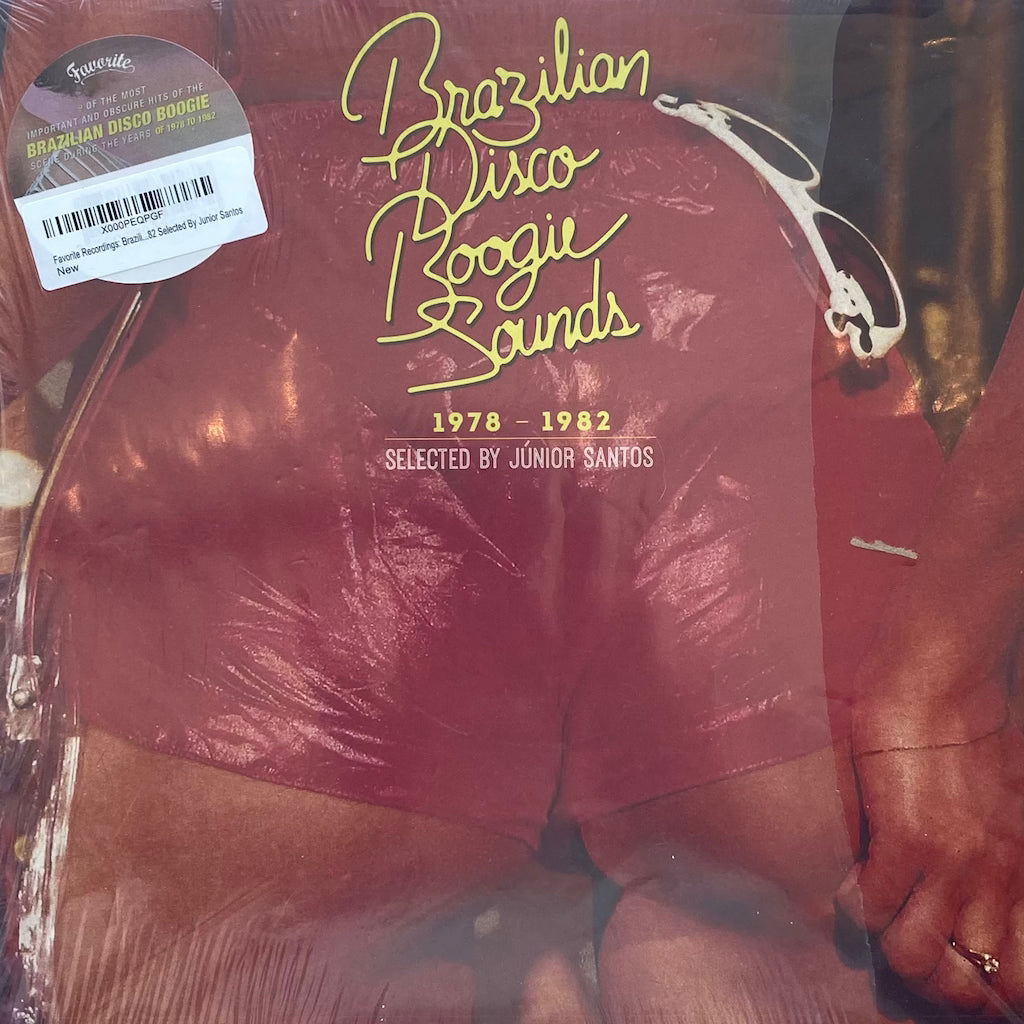 Favorite
OF THE MOST
IMPORTANT AND OBSCURE HITS OF THE
BRAZILIAN DISCO BOOGIE
SCENE DURING THE YEARS OF 1978 TO 1982
X000PEQPGF
Favorite Recordings: Brazili...82 Selected By Junior Santos
New
Brazilian
Disco
Boogie
Sounds
1978 – 1982
SELECTED BY JÚNIOR SANTOS